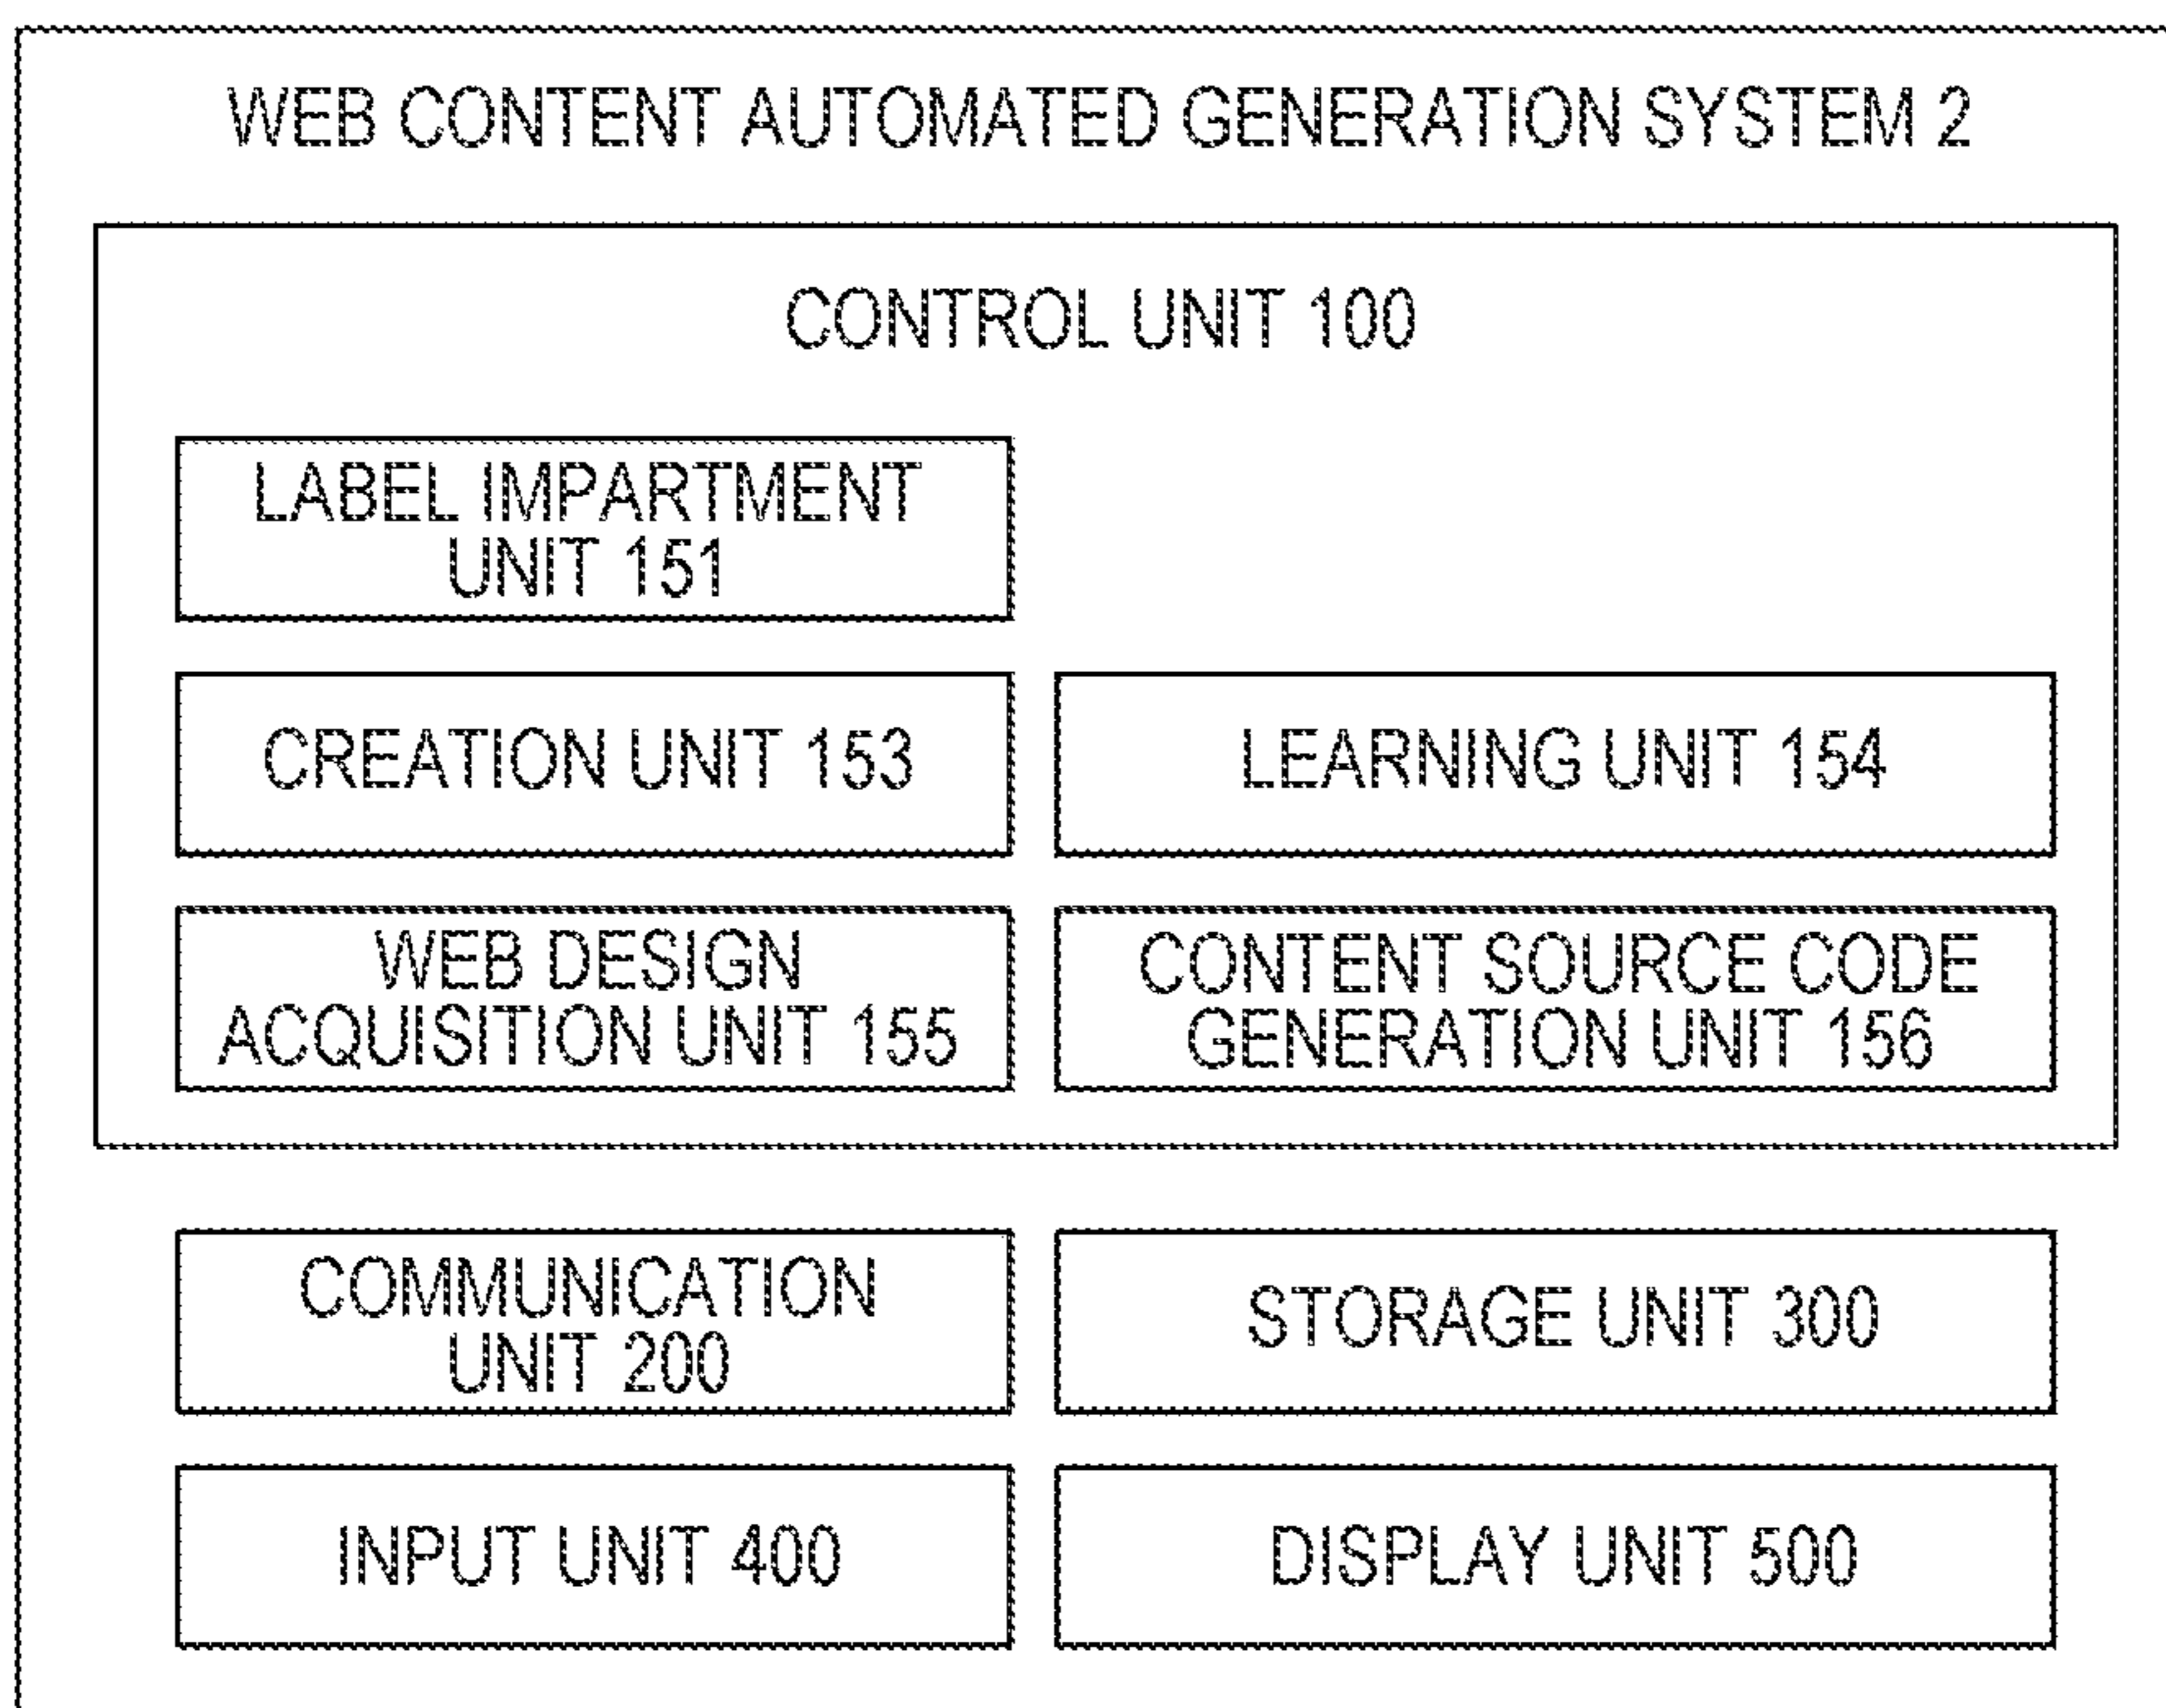 WEB CONTENT AUTOMATED GENERATION SYSTEM 2
CONTROL UNIT 100
LABEL IMPARTMENT
UNIT 151
CREATION UNIT 153
LEARNING UNIT 154
WEB DESIGN
ACQUISITION UNIT 155
CONTENT SOURCE CODE
GENERATION UNIT 156
COMMUNICATION
UNIT 200
STORAGE UNIT 300
INPUT UNIT 400
DISPLAY UNIT 500